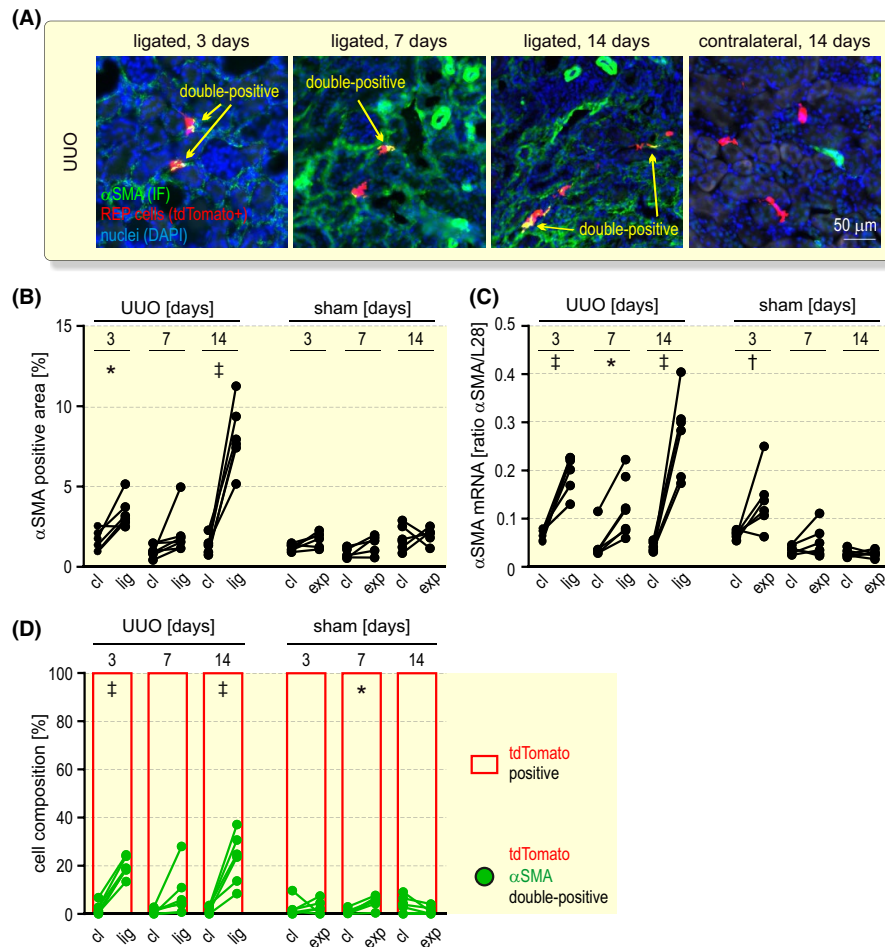 (A)
ligated, 3 days
ligated, 7 days
ligated, 14 days
contralateral, 14 days
UUO
double-positive
double-positive
double-positive
αSMA (IF)
REP cells (tdTomato+)
nuclei (DAPI)
50 μm
(B)
UUO [days]
sham [days]
3
7
14
3
7
14
*
‡
αSMA positive area [%]
15
10
5
0
cl
lig
cl
lig
cl
lig
cl
exp
cl
exp
cl
exp
(C)
UUO [days]
sham [days]
3
7
14
3
7
14
‡
*
‡
†
αSMA mRNA [ratio αSMA/L28]
0.5
0.4
0.3
0.2
0.1
0
cl
lig
cl
lig
cl
lig
cl
exp
cl
exp
cl
exp
(D)
UUO [days]
sham [days]
3
7
14
3
7
14
‡
‡
*
cell composition [%]
100
80
60
40
20
0
cl
lig
cl
lig
cl
lig
cl
exp
cl
exp
cl
exp
tdTomato
positive
tdTomato
αSMA
double-positive